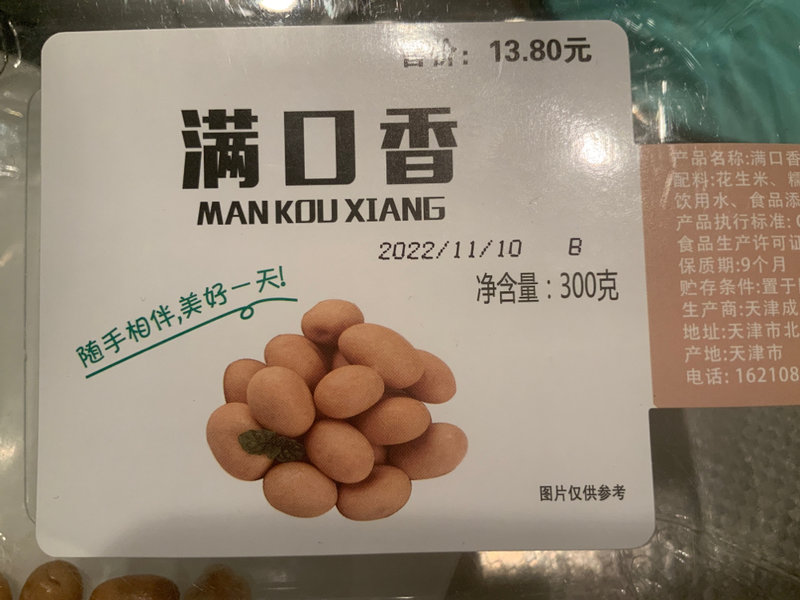 售价：13.80元
满口香
MAN KOU XIANG
2022/11/10 B
净含量：300克
随手相伴,美好一天!
图片仅供参考
产品名称:满口香
配料:花生米、糯
饮用水、食品添
产品执行标准:
食品生产许可证
保质期:9个月
贮存条件:置于
生产商:天津成
地址:天津市北
产地:天津市
电话: 162108